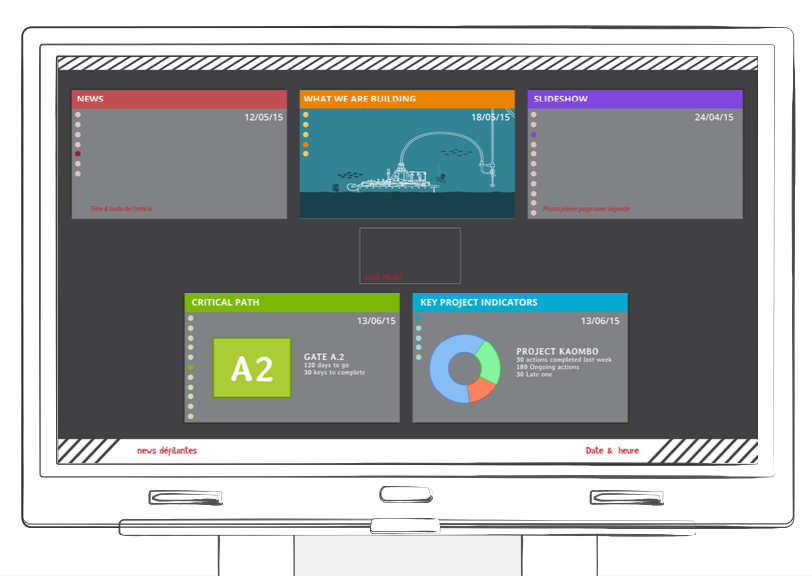 NEWS
12/05/15
Titre & texte de l'article
WHAT WE ARE BUILDING
18/05/15
SLIDESHOW
24/04/15
Photo pleine page avec légende
LOGO PROJET
CRITICAL PATH
13/06/15
A2
GATE A.2
120 days to go
30 keys to complete
KEY PROJECT INDICATORS
13/06/15
PROJECT KAOMBO
30 actions completed last week
180 Ongoing actions
30 Late one
news défilantes
Date & heure